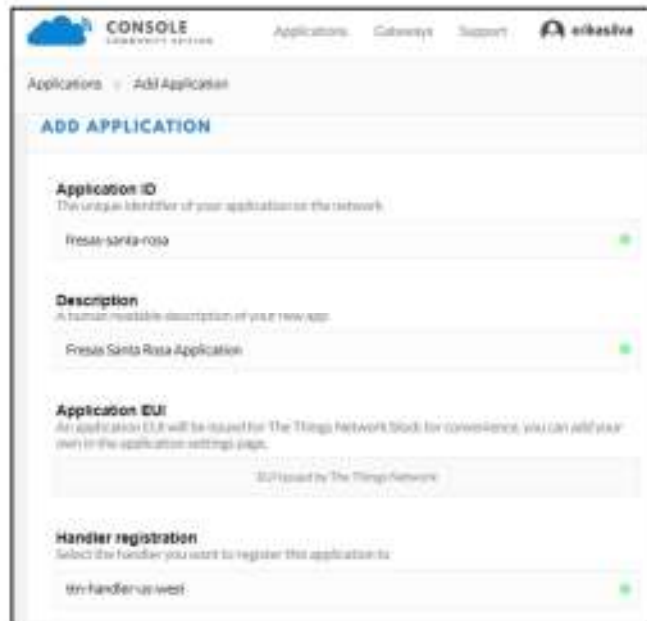 CONSOLE
COMMUNITY EDITION
Applications Gateways Support erikasilva
Applications > Add Application
ADD APPLICATION
Application ID
The unique identifier of your application on the network
fresas-santa-rosa
Description
A human readable description of your new app
Fresas Santa Rosa Application
Application EUI
An application EUI will be issued for The Things Network block for convenience, you can add your
own in the application settings page.
EUI issued by The Things Network
Handler registration
Select the handler you want to register this application to
ttn-handler-us-west